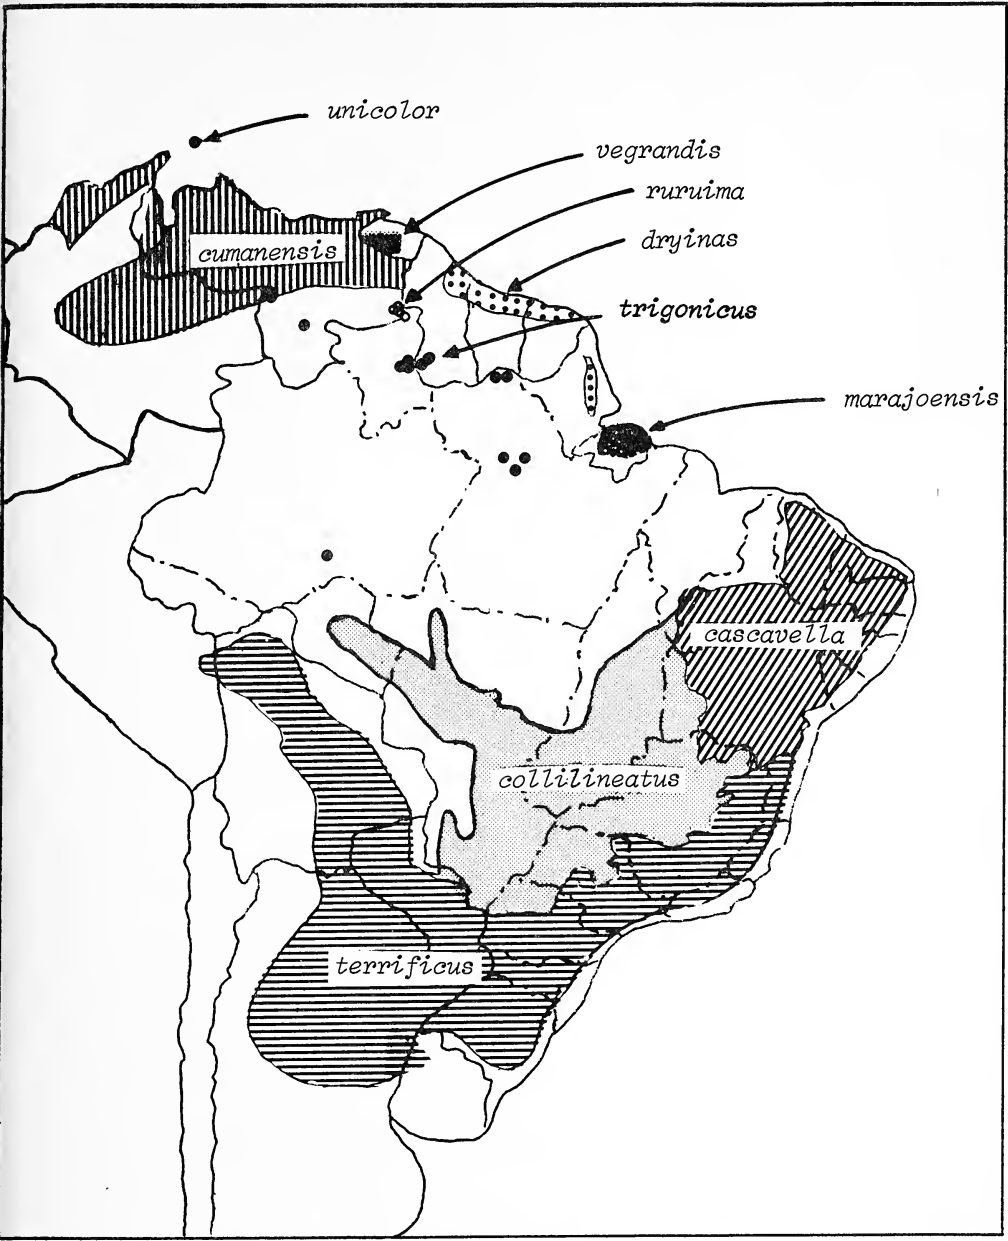 unicolor
vegrandis
ruruima
dryinas
cumanensis
trigonicus
marajoensis
cascavella
collilineatus
terrificus